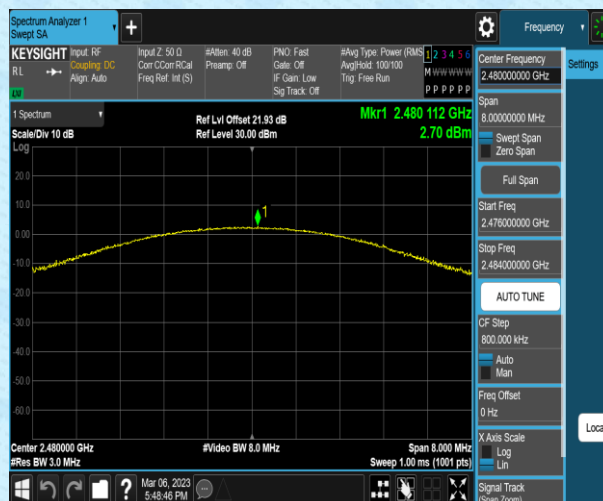 Spectrum Analyzer 1
Swept SA
+
Frequency
KEYSIGHT
RL
LXI
Input: RF
Coupling: DC
Align: Auto
Input Z: 50 Ω
Corr CCorr RCal
Freq Ref: Int (S)
#Atten: 40 dB
Preamp: Off
PNO: Fast
Gate: Off
IF Gain: Low
Sig Track: Off
#Avg Type: Power (RMS
Avg|Hold: 100/100
Trig: Free Run
1 2 3 4 5 6
M W W W W W
P P P P P P
1 Spectrum
Scale/Div 10 dB
Ref Lvl Offset 21.93 dB
Ref Level 30.00 dBm
Mkr1 2.480 112 GHz
2.70 dBm
Log
20.0
10.0
0.00
-10.0
-20.0
-30.0
-40.0
-50.0
-60.0
1
Center 2.480000 GHz
#Res BW 3.0 MHz
#Video BW 8.0 MHz
Span 8.000 MHz
Sweep 1.00 ms (1001 pts)
Mar 06, 2023
5:48:46 PM
?
Center Frequency
2.480000000 GHz
Span
8.00000000 MHz
Swept Span
Zero Span
Full Span
Start Freq
2.476000000 GHz
Stop Freq
2.484000000 GHz
AUTO TUNE
CF Step
800.000 kHz
Auto
Man
Freq Offset
0 Hz
X Axis Scale
Log
Lin
Signal Track
(Span Zoom)
Settings
Loca